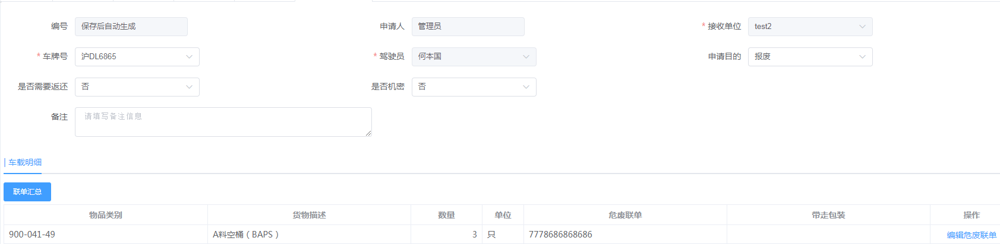 编号 保存后自动生成 申请人 管理员 * 接收单位 test2
* 车牌号 沪DL6865 * 驾驶员 何本国 申请目的 报废
是否需要返还 否 是否机密 否
备注 请填写备注信息
车载明细
联单汇总
物品类别 货物描述 数量 单位 危废联单 带走包装 操作
900-041-49 A料空桶（BAPS） 3 只 7778686868686 编辑危废联单